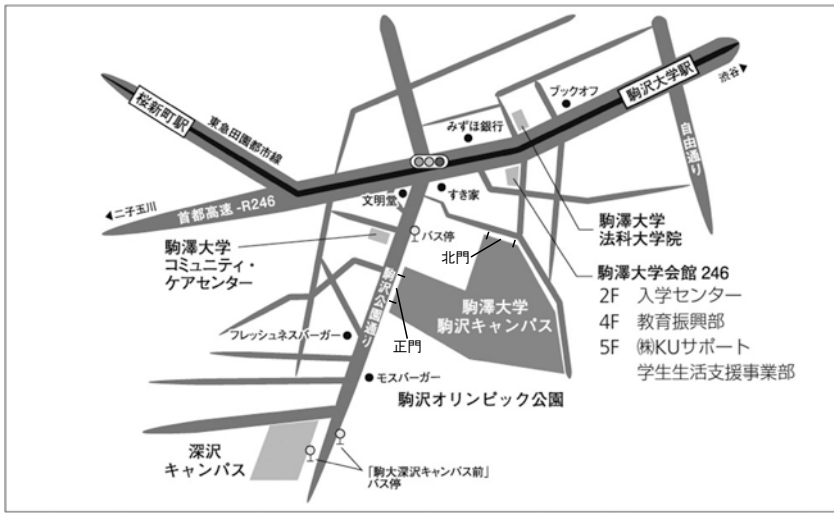 桜新町駅
東急田園都市線
駒沢大学駅
渋谷
ブックオフ
みずほ銀行
自由通り
二子玉川
首都高速-R246
文明堂
すき家
バス停
駒澤大学
法科大学院
駒澤大学
コミュニティ・
ケアセンター
北門
駒澤大学会館 246
2F 入学センター
4F 教育振興部
5F ㈱KUサポート
学生生活支援事業部
駒沢公園通り
駒澤大学
駒沢キャンパス
正門
フレッシュネスバーガー
モスバーガー
駒沢オリンピック公園
深沢
キャンパス
「駒大深沢キャンパス前」
バス停